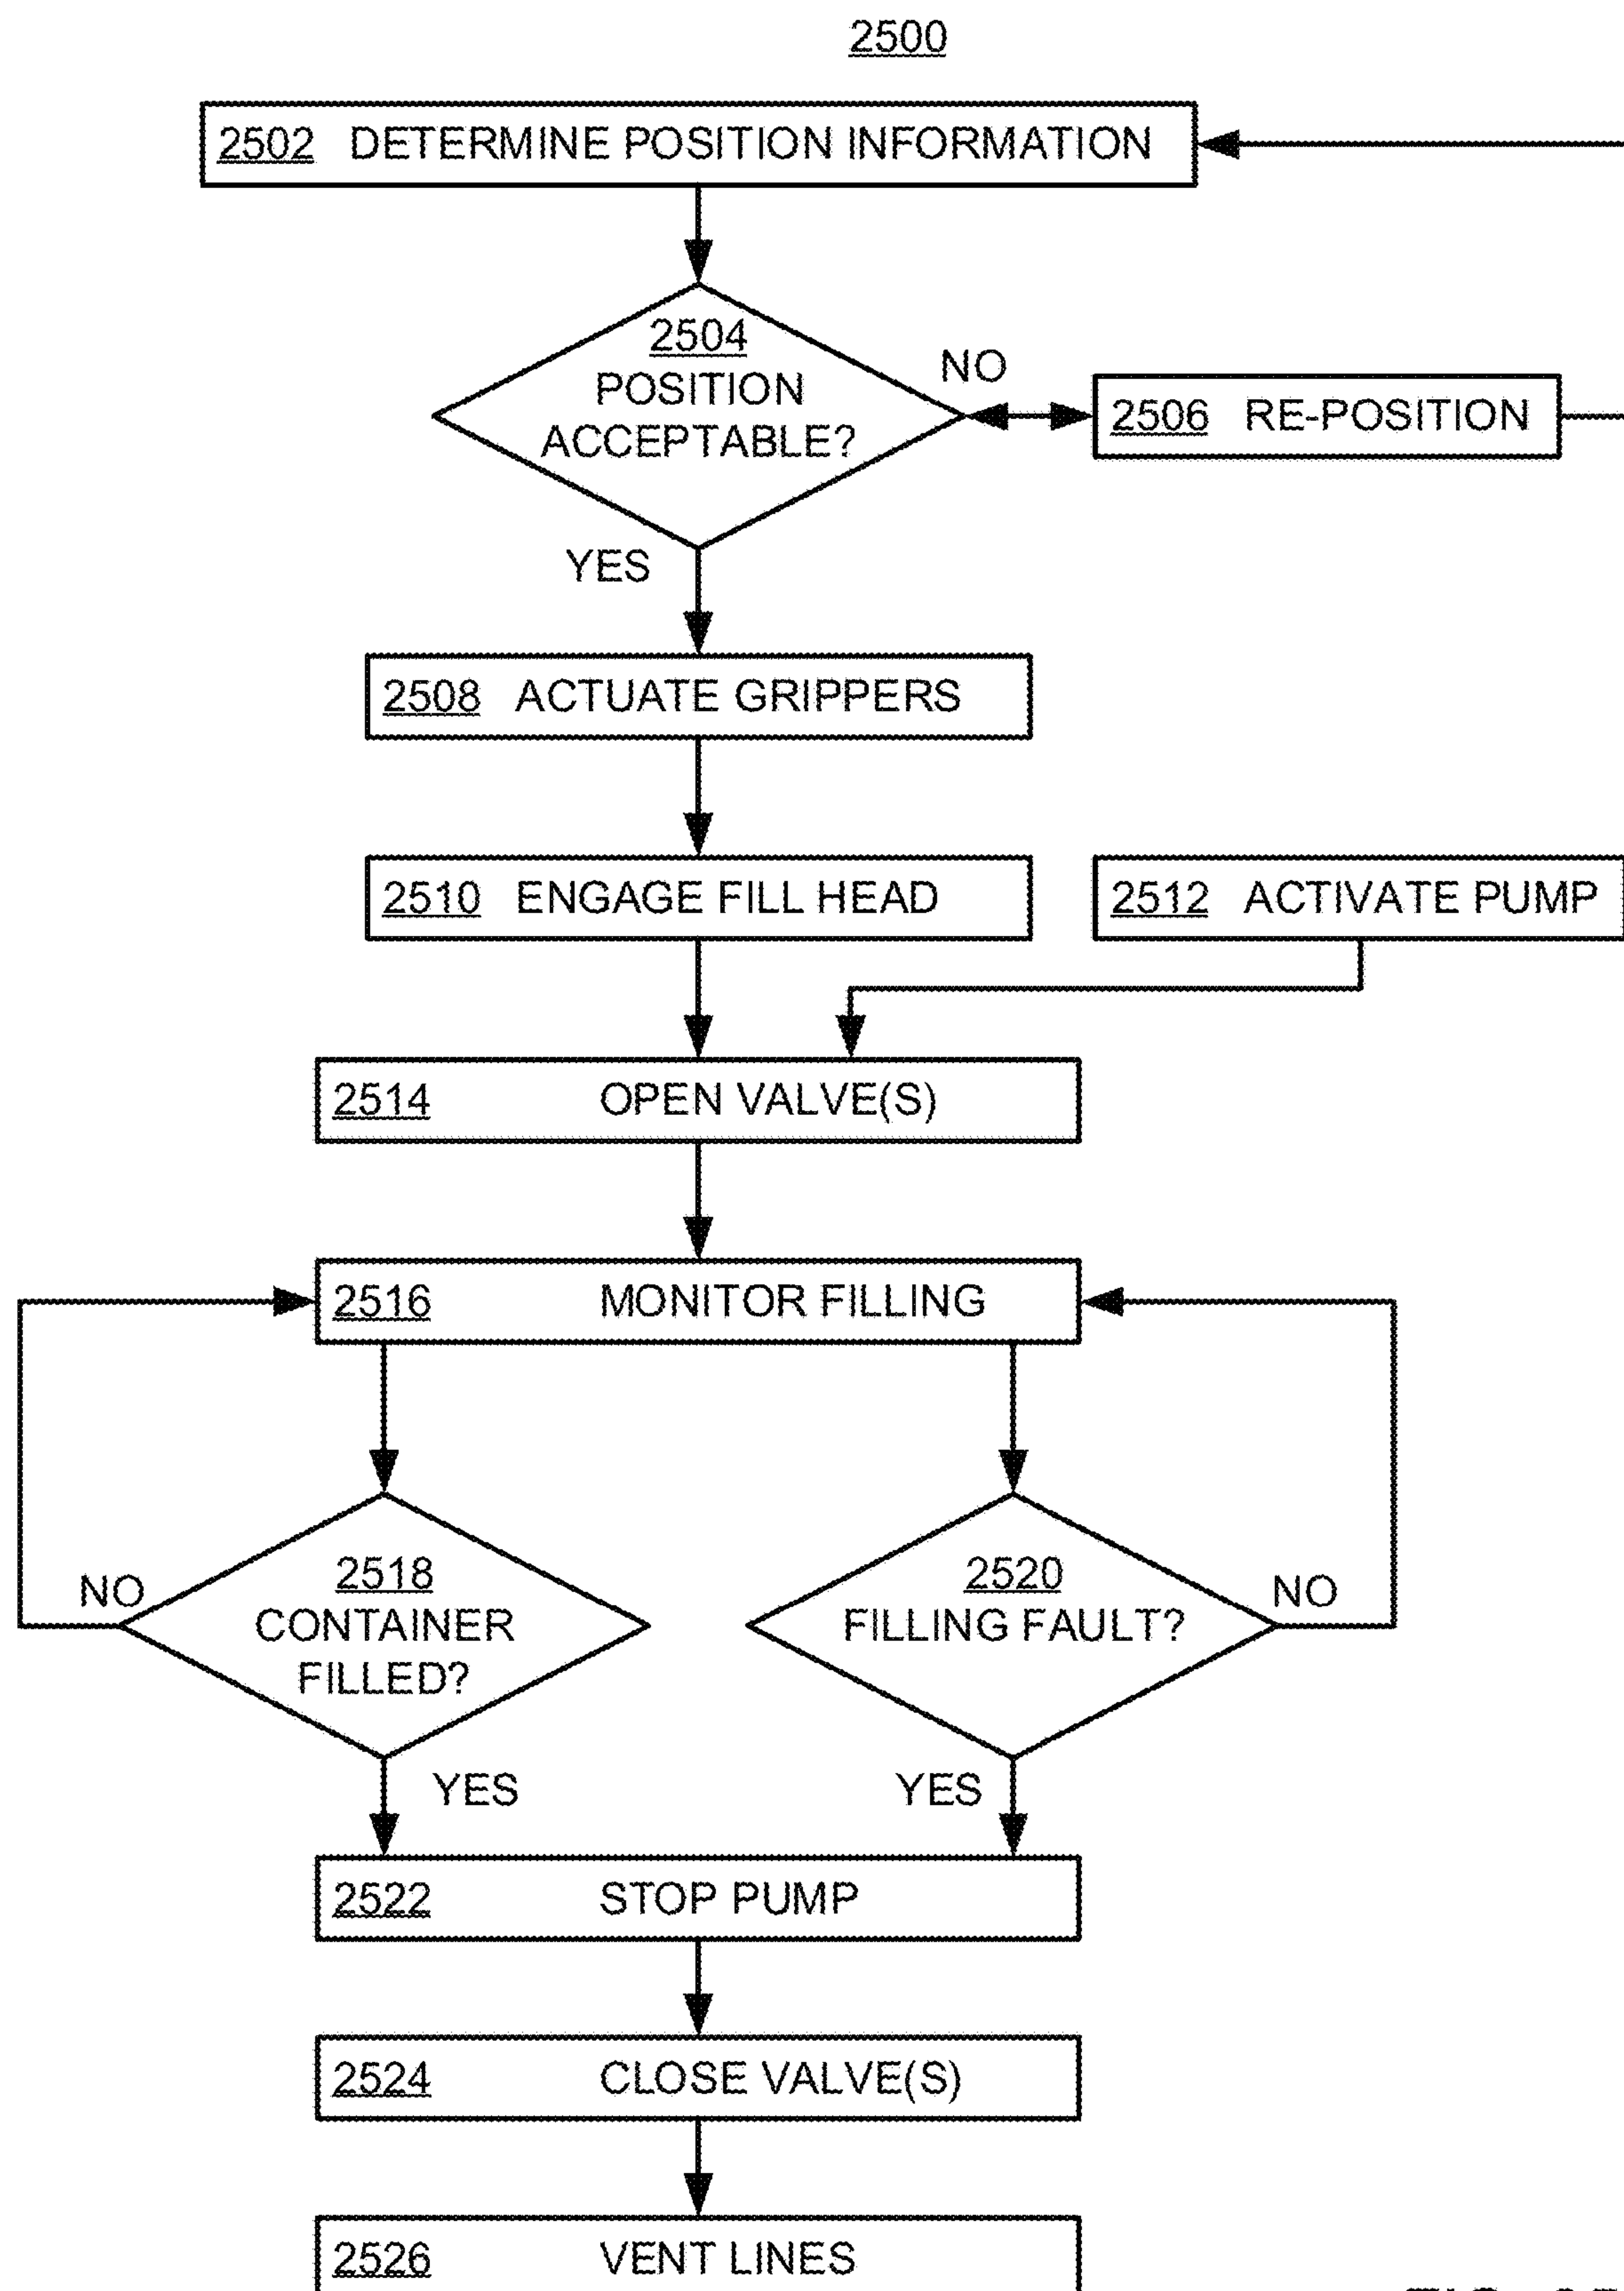 2500
2502 DETERMINE POSITION INFORMATION
2504
POSITION
ACCEPTABLE?
NO
2506 RE-POSITION
YES
2508 ACTUATE GRIPPERS
2510 ENGAGE FILL HEAD
2512 ACTIVATE PUMP
2514 OPEN VALVE(S)
2516 MONITOR FILLING
NO
2518
CONTAINER
FILLED?
2520
FILLING FAULT?
NO
YES
YES
2522 STOP PUMP
2524 CLOSE VALVE(S)
2526 VENT LINES